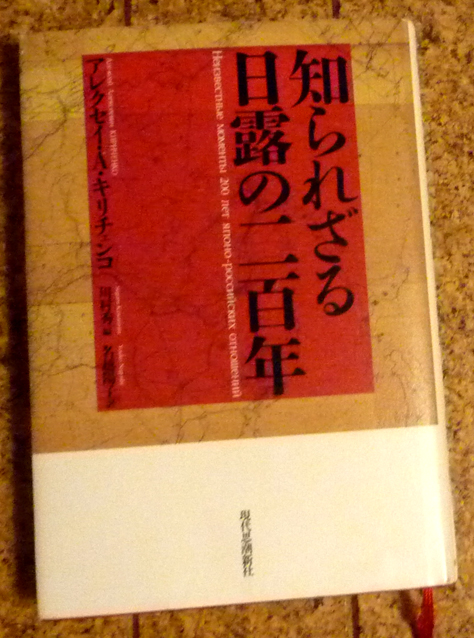 知られざる
日露の二百年
Неизвестные моменты 200 лет японо-российских отношений
アレクセイ・A・キリチェンコ
現代思潮新社